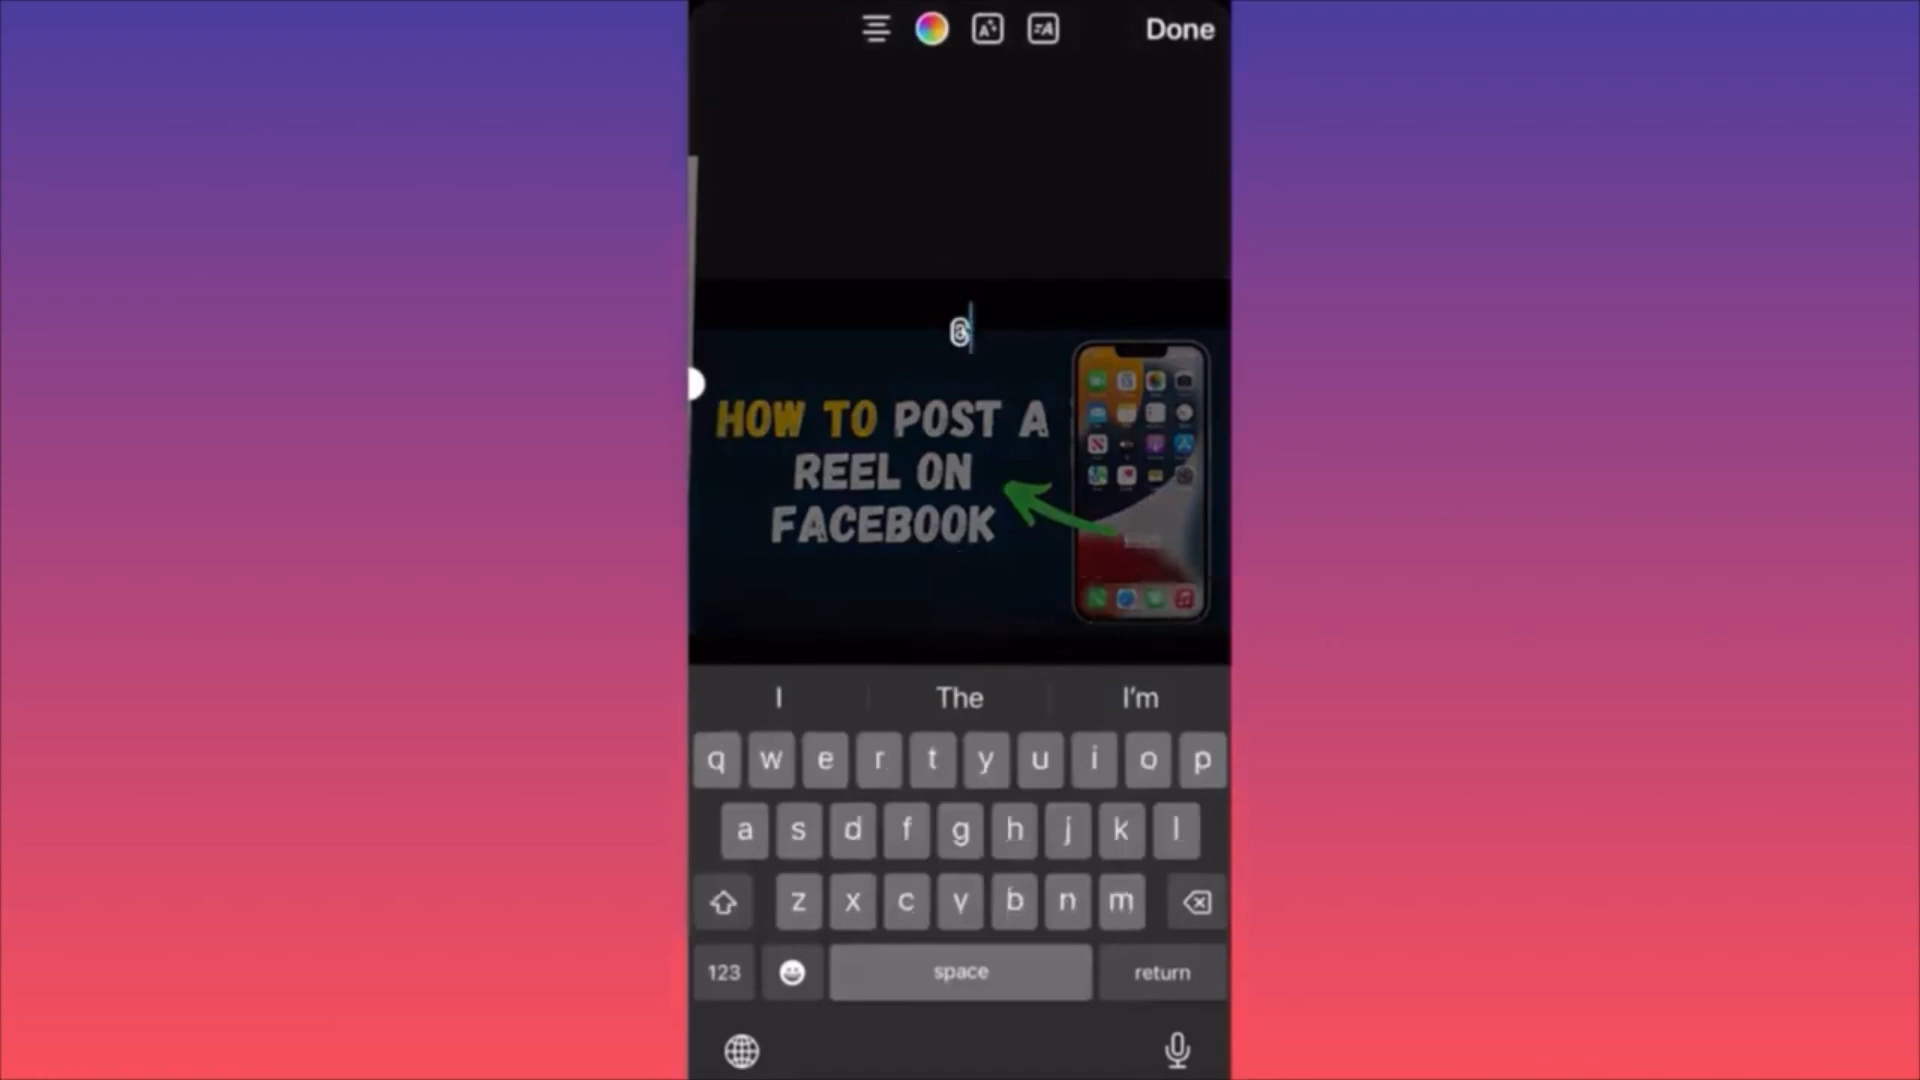 Done
@
HOW TO POST A
REEL ON
FACEBOOK
I The I'm
q w e r t y u i o p
a s d f g h j k l
z x c v b n m
123 space return